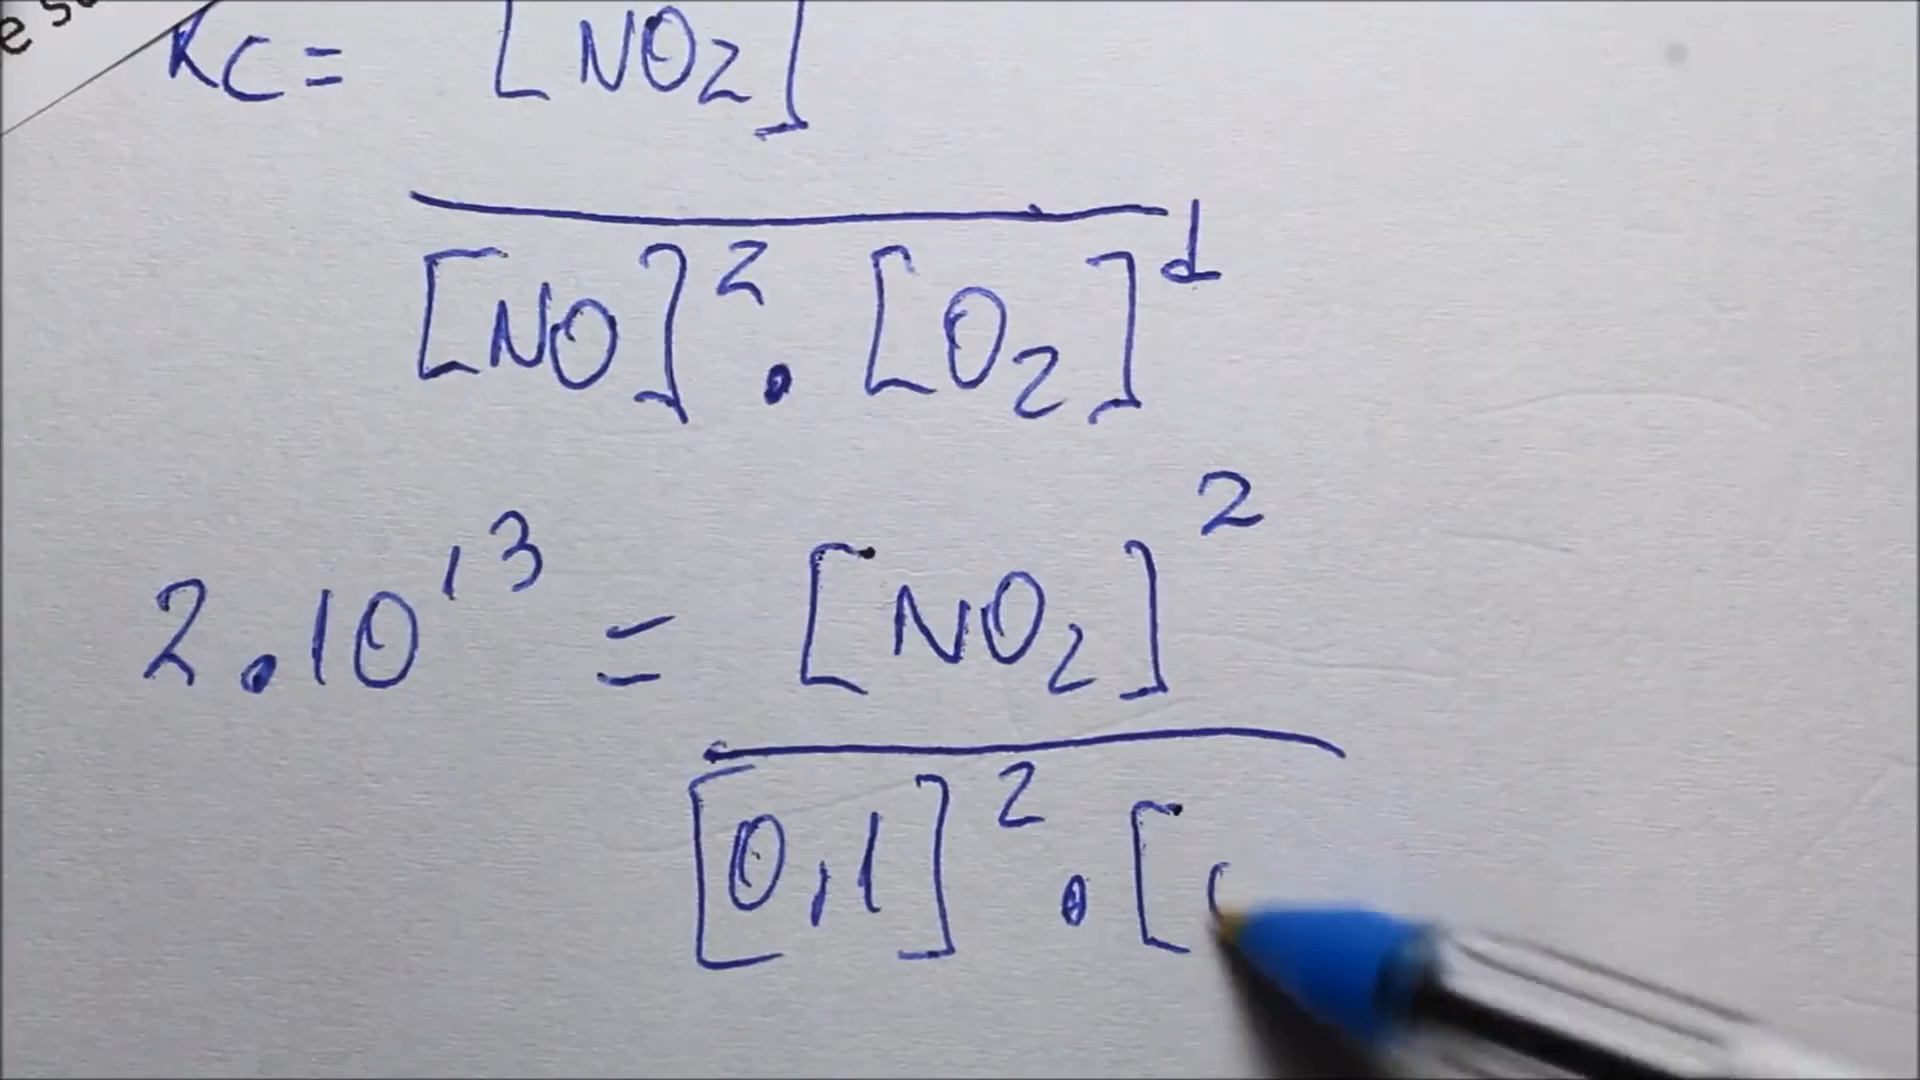 Kc = [NO2]
[NO]² . [O2]¹
2.10¹³ = [NO2]²
[0,1]² . [